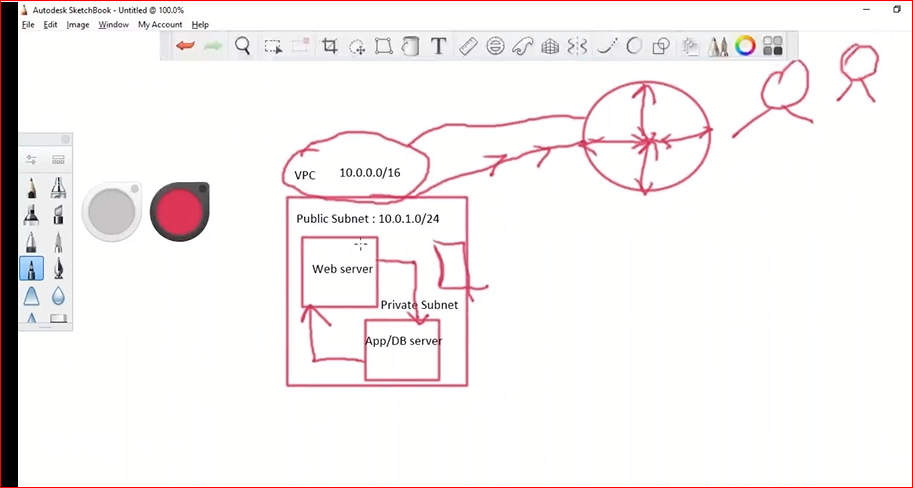 Autodesk SketchBook - Untitled @ 100.0%
File Edit Image Window My Account Help
T
VPC 10.0.0.0/16
Public Subnet : 10.0.1.0/24
Web server
Private Subnet
App/DB server